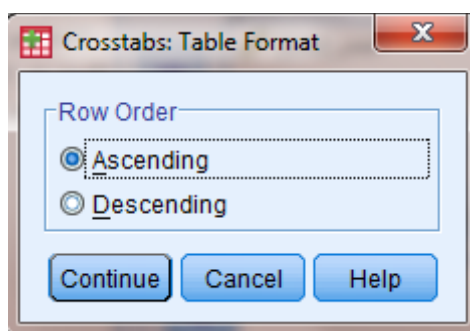 Crosstabs: Table Format
Row Order
Ascending
Descending
Continue Cancel Help